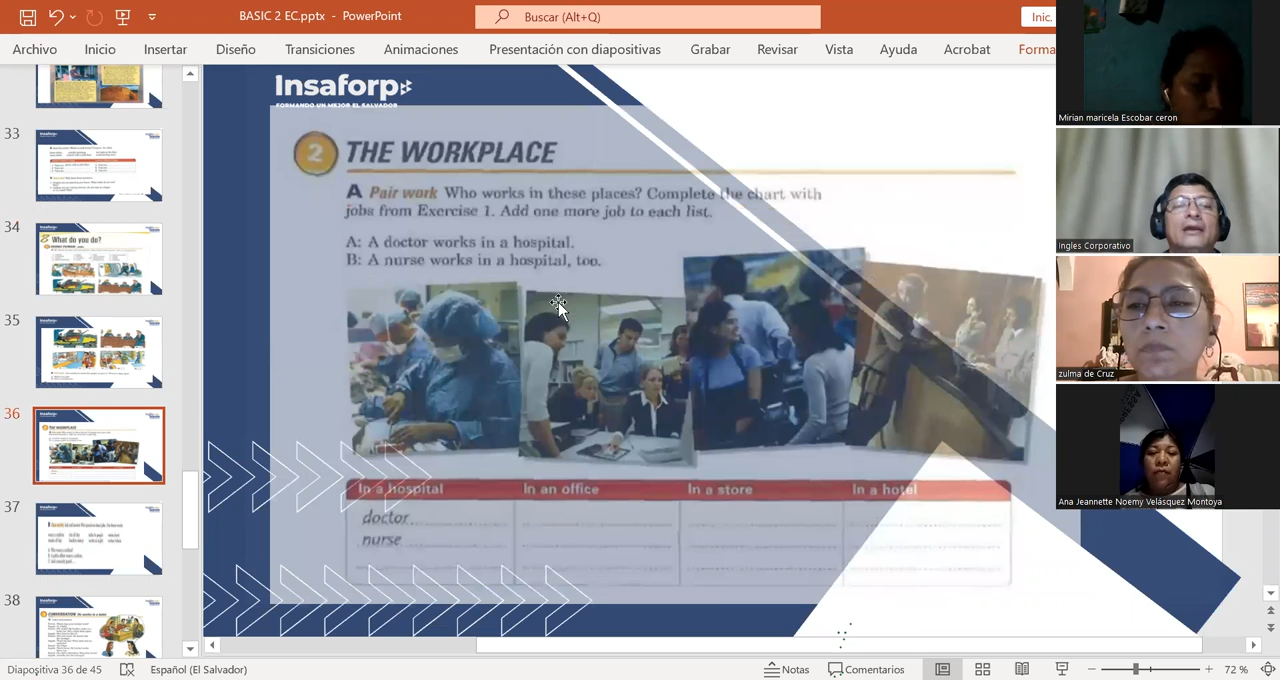 BASIC 2 EC.pptx - PowerPoint
Buscar (Alt+Q)
Inic.
Archivo Inicio Insertar Diseño Transiciones Animaciones Presentación con diapositivas Grabar Revisar Vista Ayuda Acrobat Forma
33
34
What do you do?
35
36
37
38
Insaforp
FORMANDO UN MEJOR EL SALVADOR
2 THE WORKPLACE
A Pair work Who works in these places? Complete the chart with
jobs from Exercise 1. Add one more job to each list.
A: A doctor works in a hospital.
B: A nurse works in a hospital, too.
In a hospital In an office In a store In a hotel
doctor
nurse
Mirian maricela Escobar ceron
Ingles Corporativo
zulma de Cruz
Ana Jeannette Noemy Velásquez Montoya
Diapositiva 36 de 45 Español (El Salvador) Notas Comentarios 72 %